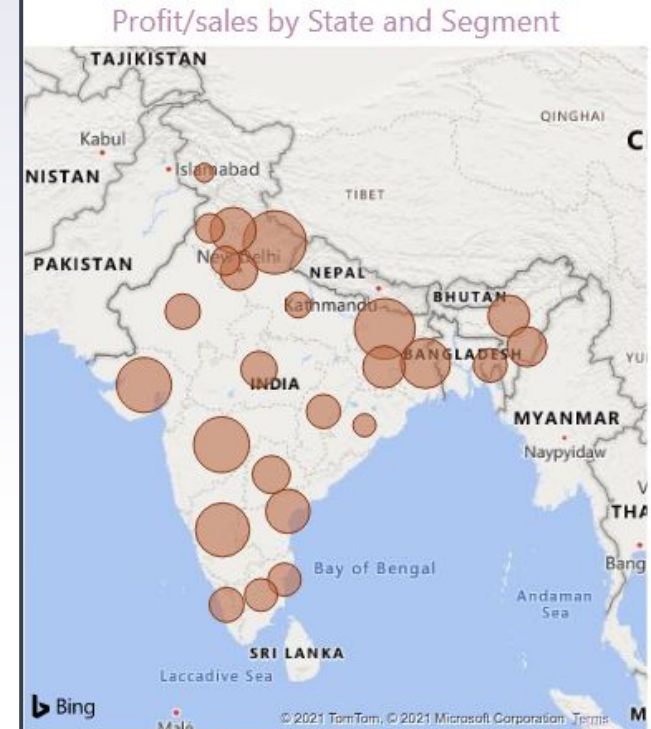 Profit/sales by State and Segment
TAJIKISTAN
QINGHAI
Kabul
C
Islamabad
NISTAN
TIBET
New Delhi
PAKISTAN
NEPAL
BHUTAN
Kathmandu
BANGLADESH
YU
INDIA
MYANMAR
Naypyidaw
V
THA
Bang
Bay of Bengal
Andaman
Sea
SRI LANKA
Laccadive Sea
Bing
Malé
© 2021 TomTom, © 2021 Microsoft Corporation Terms
M